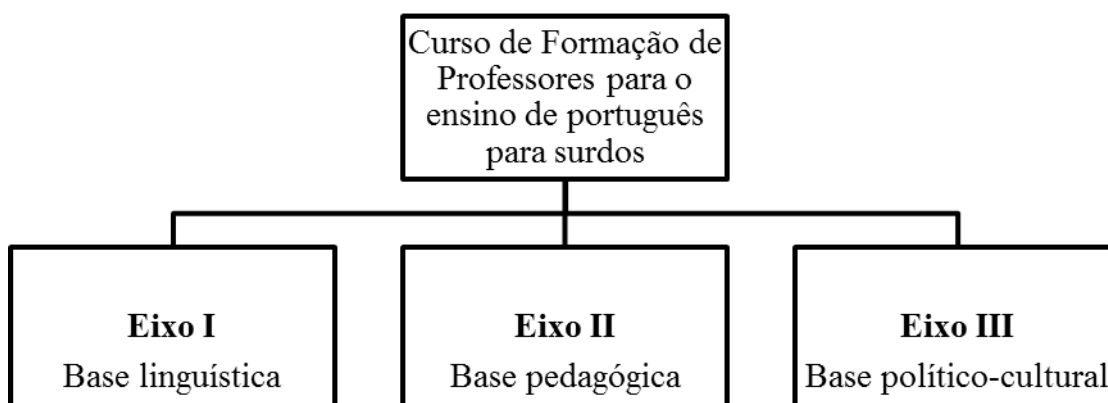 Curso de Formação de
Professores para o
ensino de português
para surdos
Eixo I
Base linguística
Eixo II
Base pedagógica
Eixo III
Base político-cultural